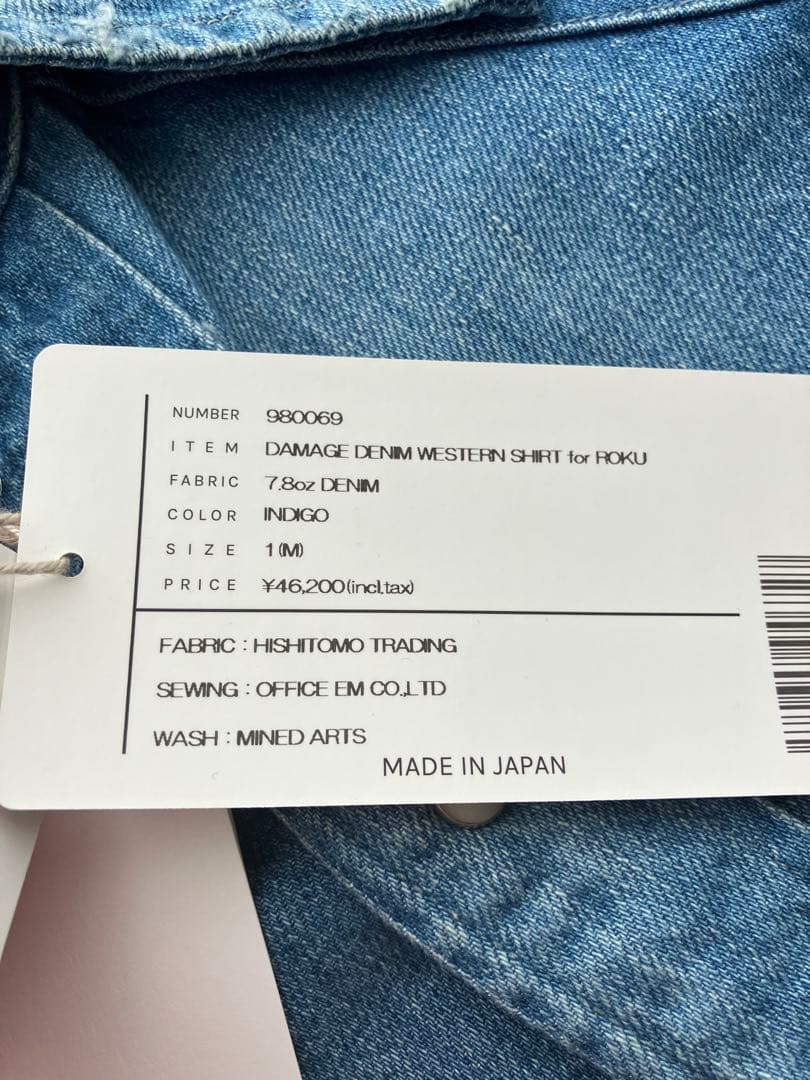 NUMBER 980069
ITEM DAMAGE DENIM WESTERN SHIRT for ROKU
FABRIC 7.8oz DENIM
COLOR INDIGO
SIZE 1 (M)
PRICE ¥46,200(incl.tax)
FABRIC : HISHITOMO TRADING
SEWING : OFFICE EM CO.,LTD
WASH : MINED ARTS
MADE IN JAPAN